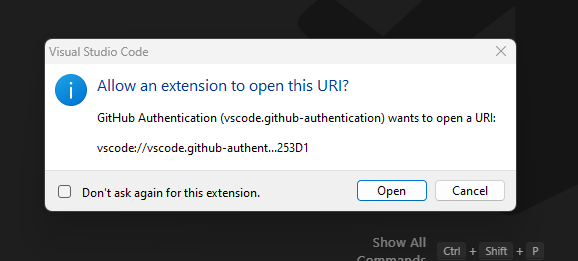 Visual Studio Code
Allow an extension to open this URI?
GitHub Authentication (vscode.github-authentication) wants to open a URI:
vscode://vscode.github-authent...253D1
Don't ask again for this extension.
Open
Cancel
Show All
Commands
Ctrl + Shift + P